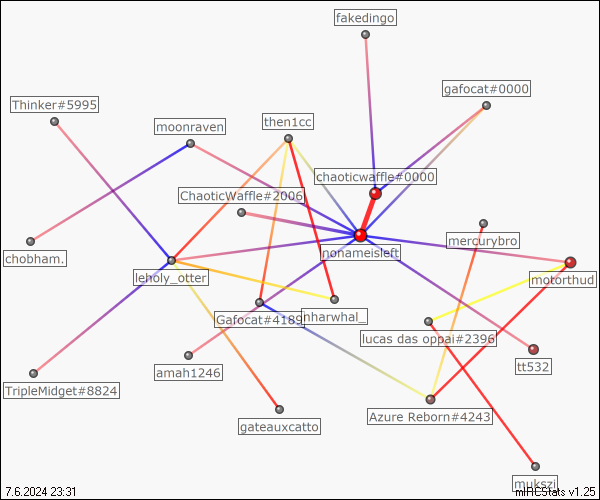 fakedingo
gafocat#0000
Thinker#5995
then1cc
moonraven
chaoticwaffle#0000
ChaoticWaffle#2006
mercurybro
nonameisleft
chobham.
leholy_otter
motorthud
Gafocat#4189
nharwhal_
lucas das oppai#2396
tt532
amah1246
TripleMidget#8824
Azure Reborn#4243
gateauxcatto
mukszi
7.6.2024 23:31
mIRCStats v1.25